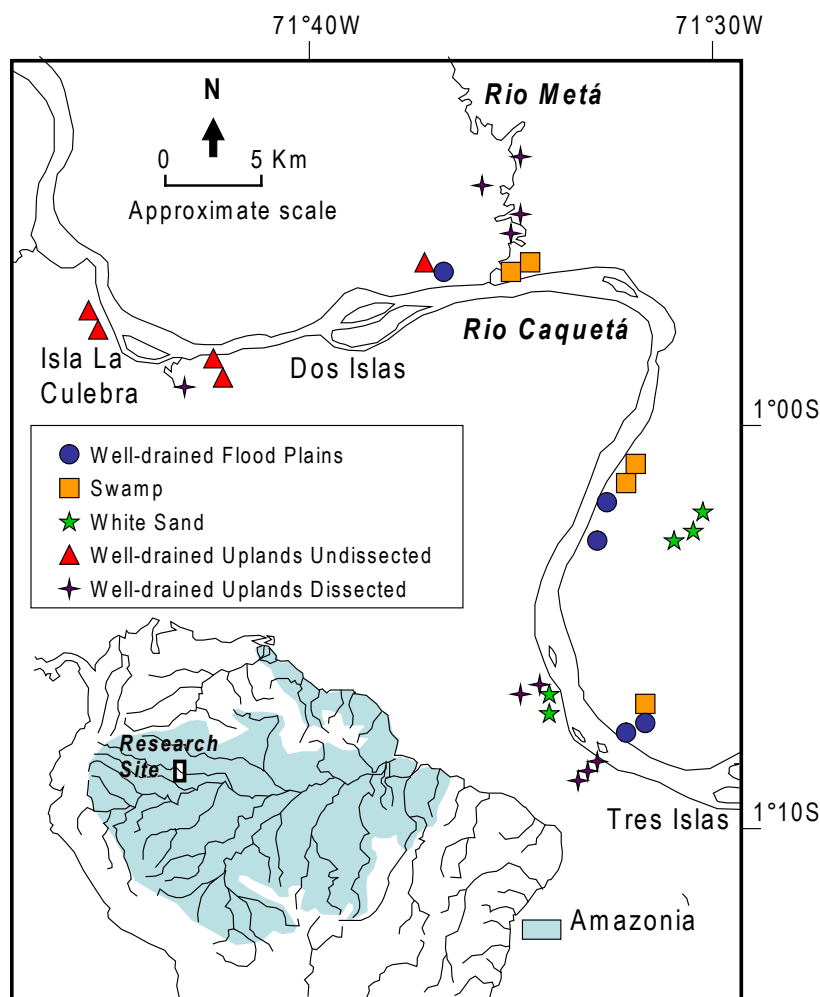 71°40W
71°30W
N
Rio Metá
0 5 Km
Approximate scale
Rio Caquetá
Isla La
Culebra
Dos Islas
1°00S
Well-drained Flood Plains
Swamp
White Sand
Well-drained Uplands Undissected
Well-drained Uplands Dissected
Research
Site
Tres Islas
1°10S
Amazonia